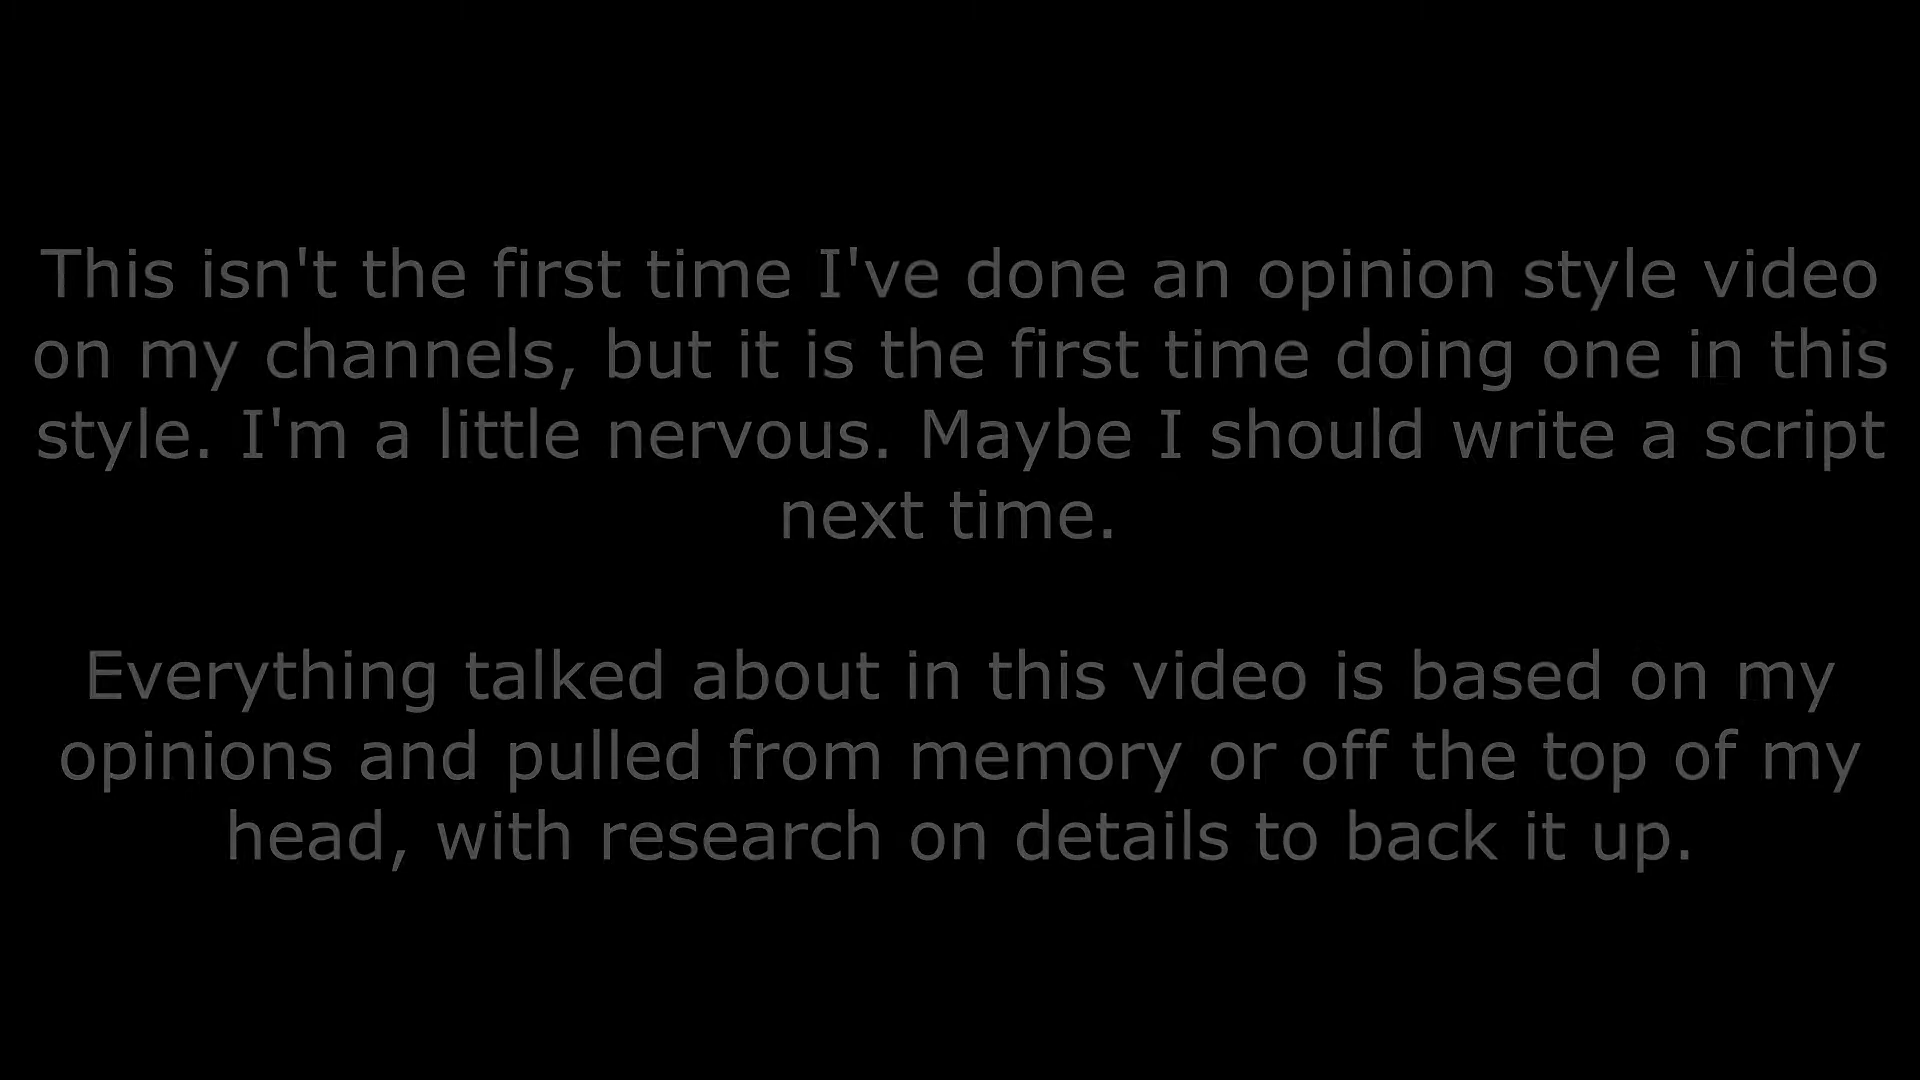 This isn't the first time I've done an opinion style video
on my channels, but it is the first time doing one in this
style. I'm a little nervous. Maybe I should write a script
next time.
Everything talked about in this video is based on my
opinions and pulled from memory or off the top of my
head, with research on details to back it up.